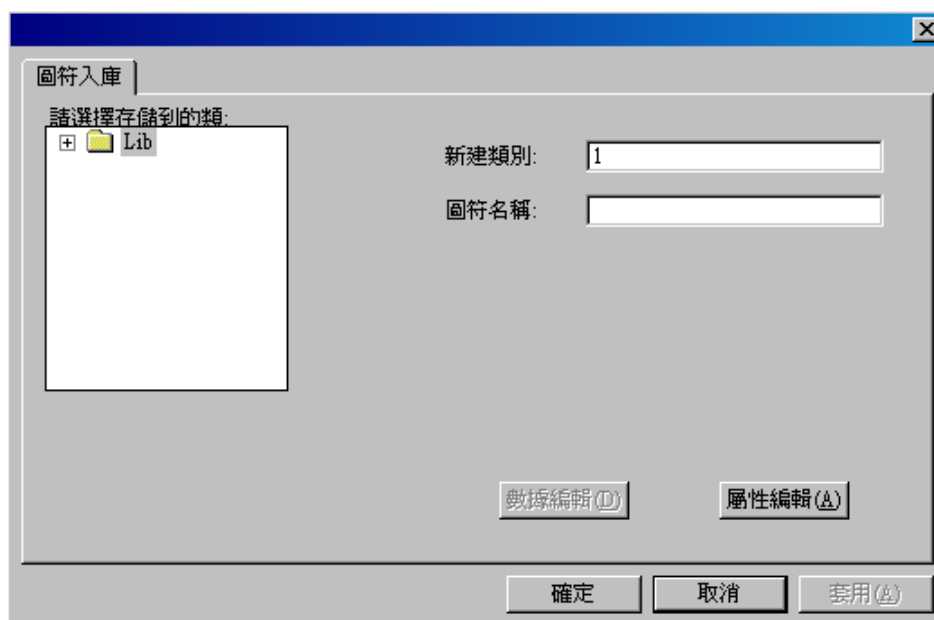 圖符入庫
請選擇存儲到的類:
Lib
新建類別:
1
圖符名稱:
數據編輯(D)
屬性編輯(A)
確定
取消
套用(A)